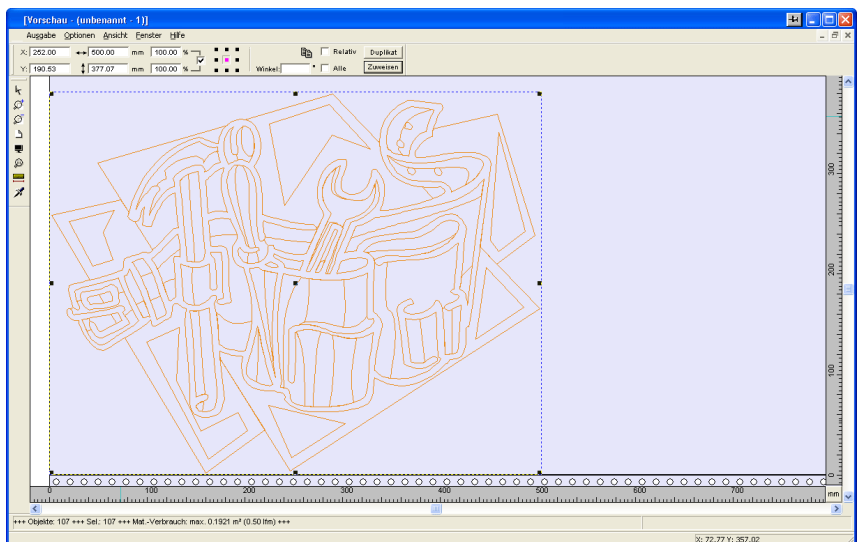 [Vorschau - (unbenannt - 1)]
Ausgabe Optionen Ansicht Fenster Hilfe
X: 252.00 500.00 mm 100.00 % Relativ Duplikat
Y: 190.53 377.07 mm 100.00 % Winkel: ° Alle Zuweisen
300
200
100
0
0 100 200 300 400 500 600 700 mm
+++ Objekte: 107 +++ Sel.: 107 +++ Mat.-Verbrauch: max. 0.1921 m² (0.50 lfm) +++
X: 72.77 Y: 357.02